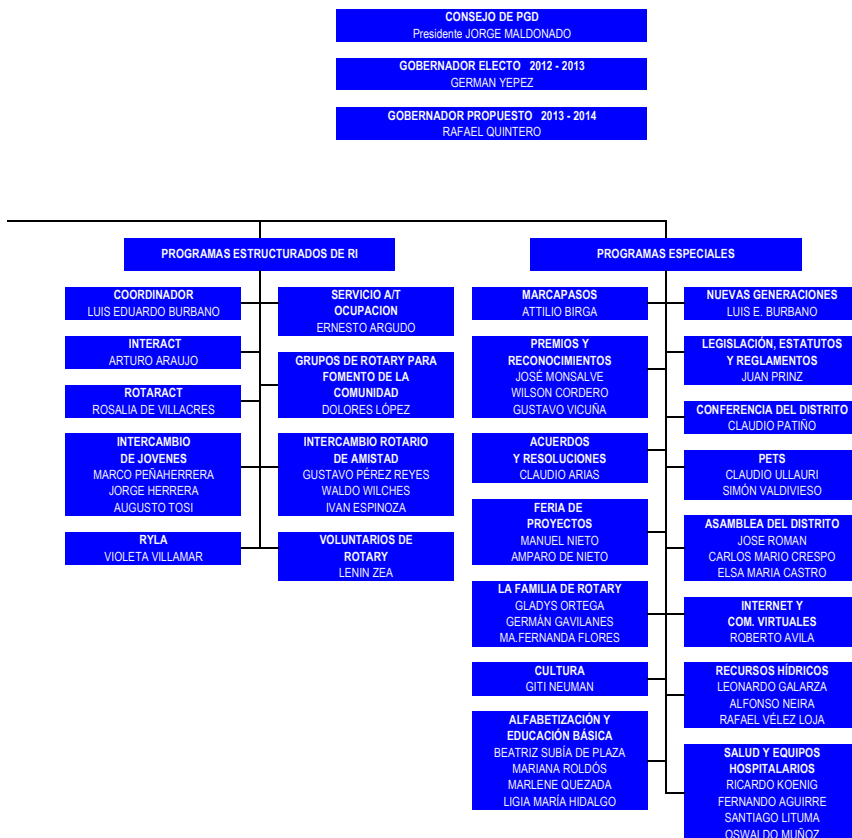 CONSEJO DE PGD
Presidente JORGE MALDONADO
GOBERNADOR ELECTO 2012 - 2013
GERMAN YEPEZ
GOBERNADOR PROPUESTO 2013 - 2014
RAFAEL QUINTERO
PROGRAMAS ESTRUCTURADOS DE RI
COORDINADOR
LUIS EDUARDO BURBANO
INTERACT
ARTURO ARAUJO
ROTARACT
ROSALIA DE VILLACRES
INTERCAMBIO
DE JOVENES
MARCO PEÑAHERRERA
JORGE HERRERA
AUGUSTO TOSI
RYLA
VIOLETA VILLAMAR
SERVICIO A/T
OCUPACION
ERNESTO ARGUDO
GRUPOS DE ROTARY PARA
FOMENTO DE LA
COMUNIDAD
DOLORES LÓPEZ
INTERCAMBIO ROTARIO
DE AMISTAD
GUSTAVO PÉREZ REYES
WALDO WILCHES
IVAN ESPINOZA
VOLUNTARIOS DE
ROTARY
LENIN ZEA
PROGRAMAS ESPECIALES
MARCAPASOS
ATTILIO BIRGA
PREMIOS Y
RECONOCIMIENTOS
JOSÉ MONSALVE
WILSON CORDERO
GUSTAVO VICUÑA
ACUERDOS
Y RESOLUCIONES
CLAUDIO ARIAS
FERIA DE
PROYECTOS
MANUEL NIETO
AMPARO DE NIETO
LA FAMILIA DE ROTARY
GLADYS ORTEGA
GERMÁN GAVILANES
MA.FERNANDA FLORES
CULTURA
GITI NEUMAN
ALFABETIZACIÓN Y
EDUCACIÓN BÁSICA
BEATRIZ SUBÍA DE PLAZA
MARIANA ROLDÓS
MARLENE QUEZADA
LIGIA MARÍA HIDALGO
NUEVAS GENERACIONES
LUIS E. BURBANO
LEGISLACIÓN, ESTATUTOS
Y REGLAMENTOS
JUAN PRINZ
CONFERENCIA DEL DISTRITO
CLAUDIO PATIÑO
PETS
CLAUDIO ULLAURI
SIMÓN VALDIVIESO
ASAMBLEA DEL DISTRITO
JOSE ROMAN
CARLOS MARIO CRESPO
ELSA MARIA CASTRO
INTERNET Y
COM. VIRTUALES
ROBERTO AVILA
RECURSOS HÍDRICOS
LEONARDO GALARZA
ALFONSO NEIRA
RAFAEL VÉLEZ LOJA
SALUD Y EQUIPOS
HOSPITALARIOS
RICARDO KOENIG
FERNANDO AGUIRRE
SANTIAGO LITUMA
OSWALDO MUÑOZ